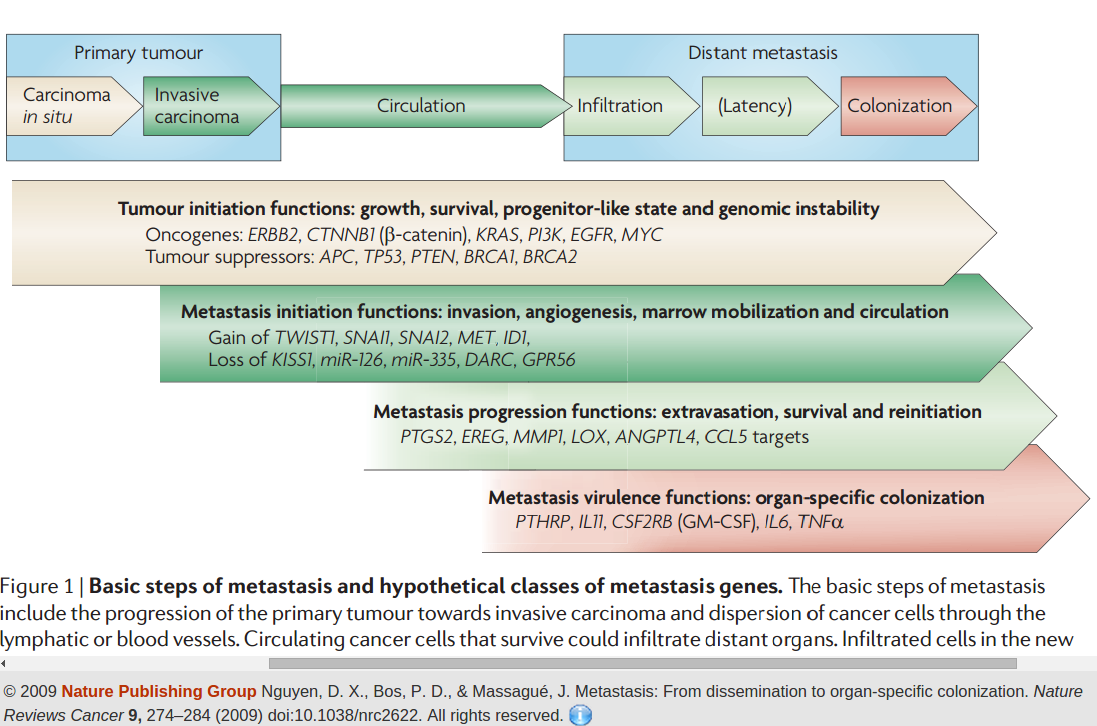 Primary tumour
Distant metastasis
Carcinoma
in situ
Invasive
carcinoma
Circulation
Infiltration
(Latency)
Colonization
Tumour initiation functions: growth, survival, progenitor-like state and genomic instability
Oncogenes: ERBB2, CTNNB1 (β-catenin), KRAS, PI3K, EGFR, MYC
Tumour suppressors: APC, TP53, PTEN, BRCA1, BRCA2
Metastasis initiation functions: invasion, angiogenesis, marrow mobilization and circulation
Gain of TWIST1, SNAI1, SNAI2, MET, ID1,
Loss of KISS1, miR-126, miR-335, DARC, GPR56
Metastasis progression functions: extravasation, survival and reinitiation
PTGS2, EREG, MMP1, LOX, ANGPTL4, CCL5 targets
Metastasis virulence functions: organ-specific colonization
PTHRP, IL11, CSF2RB (GM-CSF), IL6, TNFα
Figure 1 | Basic steps of metastasis and hypothetical classes of metastasis genes. The basic steps of metastasis
include the progression of the primary tumour towards invasive carcinoma and dispersion of cancer cells through the
lymphatic or blood vessels. Circulating cancer cells that survive could infiltrate distant organs. Infiltrated cells in the new
© 2009 Nature Publishing Group Nguyen, D. X., Bos, P. D., & Massagué, J. Metastasis: From dissemination to organ-specific colonization. Nature
Reviews Cancer 9, 274–284 (2009) doi:10.1038/nrc2622. All rights reserved. i